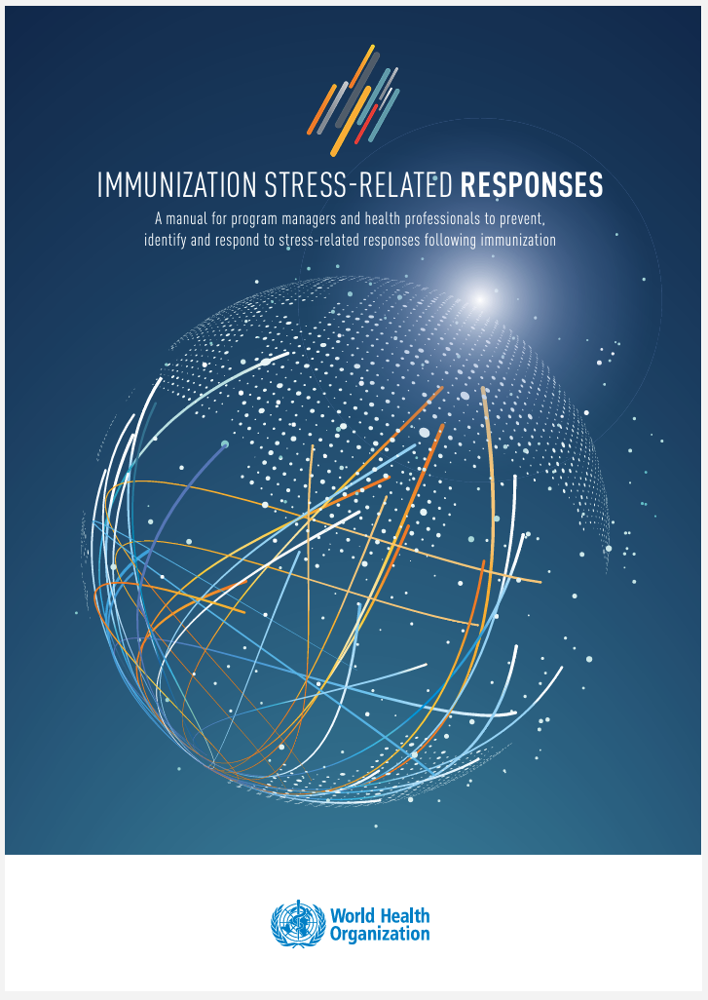 IMMUNIZATION STRESS-RELATED RESPONSES
A manual for program managers and health professionals to prevent,
identify and respond to stress-related responses following immunization
World Health
Organization